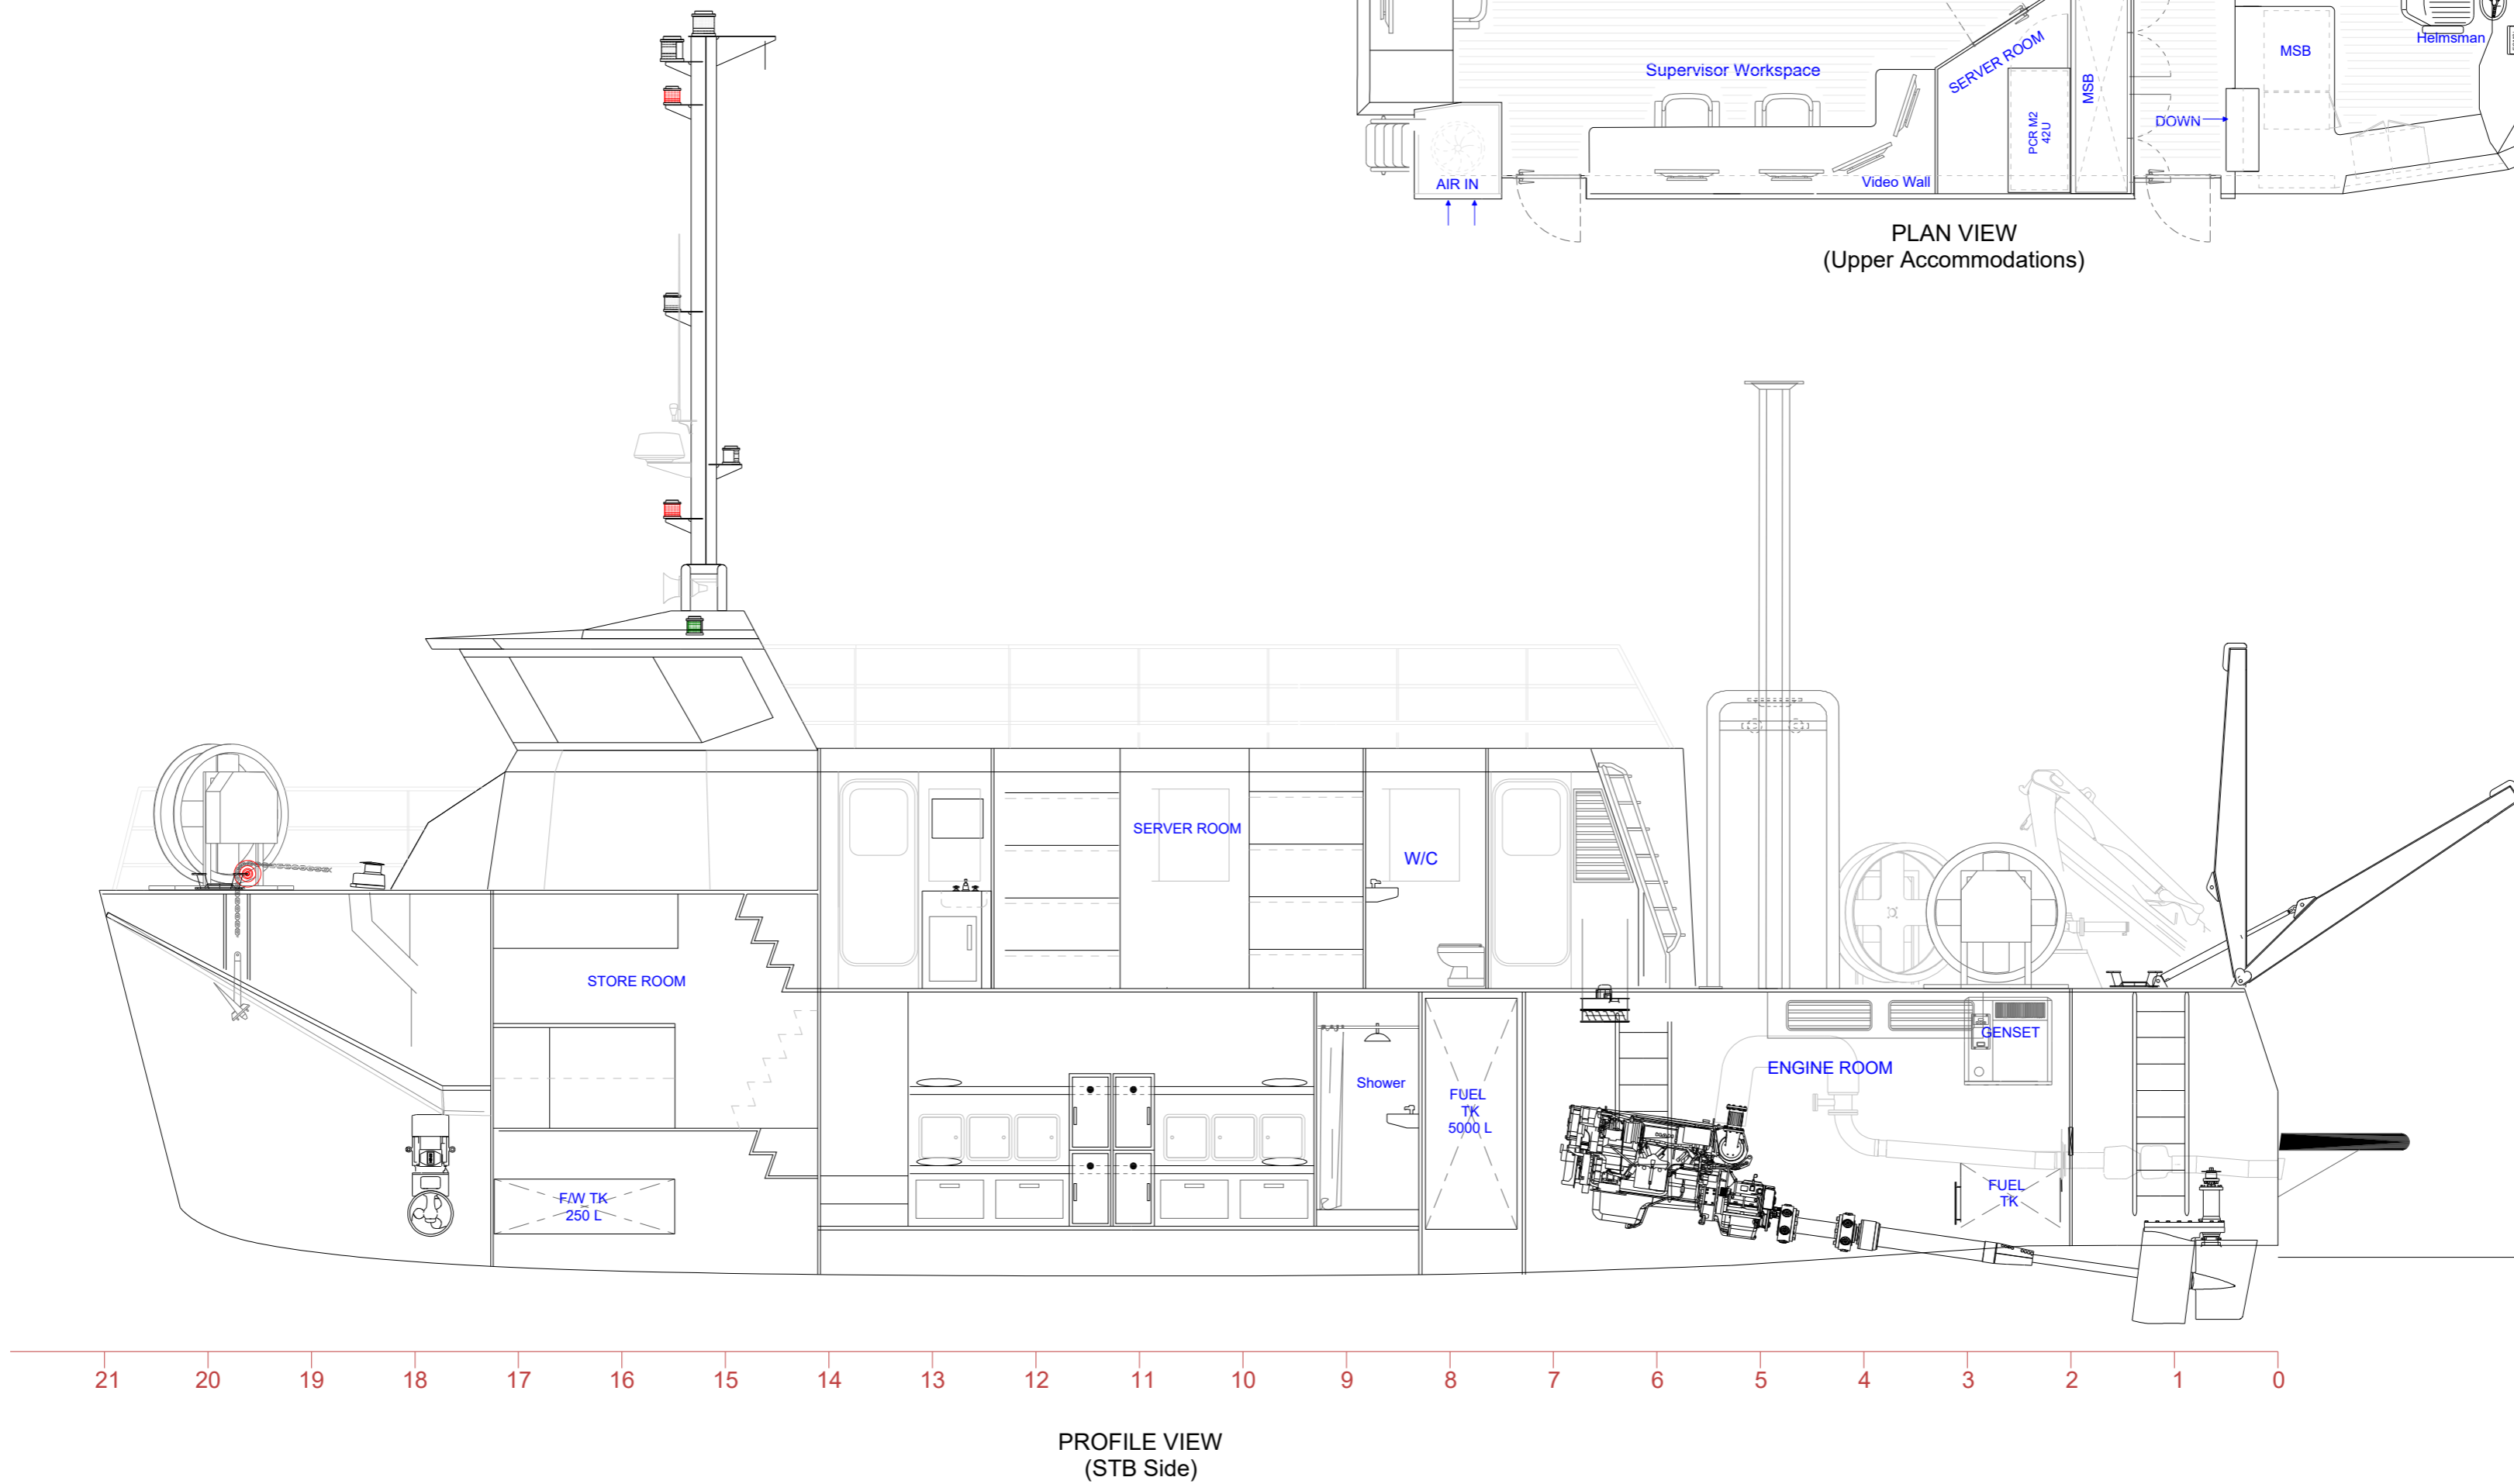 Helmsman
MSB
Supervisor Workspace
SERVER ROOM
MSB
PCR M2
42U
DOWN
AIR IN
Video Wall
PLAN VIEW
(Upper Accommodations)
SERVER ROOM
W/C
STORE ROOM
GENSET
ENGINE ROOM
Shower
FUEL
TK
5000 L
FUEL
TK
F/W TK
250 L
21 20 19 18 17 16 15 14 13 12 11 10 9 8 7 6 5 4 3 2 1 0
PROFILE VIEW
(STB Side)